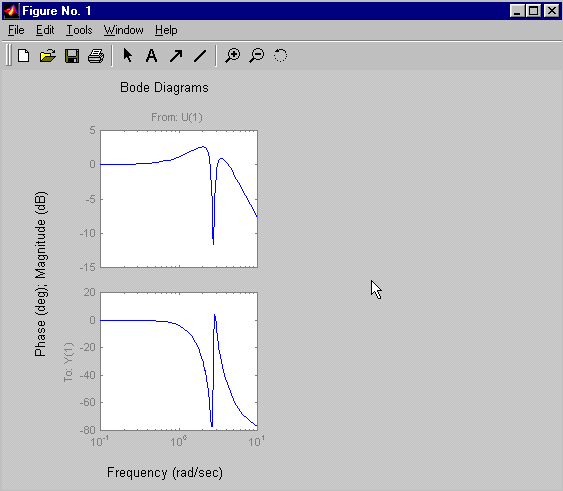 Figure No. 1
File Edit Tools Window Help
A
Bode Diagrams
From: U(1)
5
0
-5
-10
-15
Phase (deg); Magnitude (dB)
To: Y(1)
20
0
-20
-40
-60
-80
10^-1 10^0 10^1
Frequency (rad/sec)